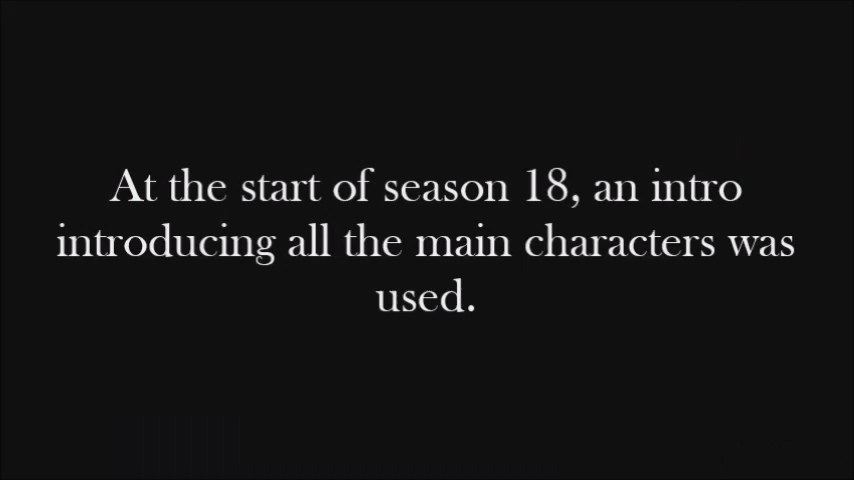 At the start of season 18, an intro
introducing all the main characters was
used.